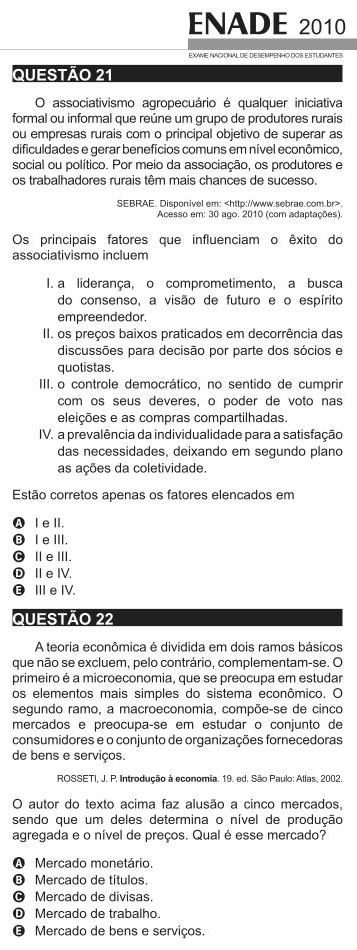 ENADE 2010
EXAME NACIONAL DE DESEMPENHO DOS ESTUDANTES
QUESTÃO 21
O associativismo agropecuário é qualquer iniciativa
formal ou informal que reúne um grupo de produtores rurais
ou empresas rurais com o principal objetivo de superar as
dificuldades e gerar benefícios comuns em nível econômico,
social ou político. Por meio da associação, os produtores e
os trabalhadores rurais têm mais chances de sucesso.
SEBRAE. Disponível em: <http://www.sebrae.com.br>.
Acesso em: 30 ago. 2010 (com adaptações).
Os principais fatores que influenciam o êxito do
associativismo incluem
I. a liderança, o comprometimento, a busca
do consenso, a visão de futuro e o espírito
empreendedor.
II. os preços baixos praticados em decorrência das
discussões para decisão por parte dos sócios e
quotistas.
III. o controle democrático, no sentido de cumprir
com os seus deveres, o poder de voto nas
eleições e as compras compartilhadas.
IV. a prevalência da individualidade para a satisfação
das necessidades, deixando em segundo plano
as ações da coletividade.
Estão corretos apenas os fatores elencados em
A I e II.
B I e III.
C II e III.
D II e IV.
E III e IV.
QUESTÃO 22
A teoria econômica é dividida em dois ramos básicos
que não se excluem, pelo contrário, complementam-se. O
primeiro é a microeconomia, que se preocupa em estudar
os elementos mais simples do sistema econômico. O
segundo ramo, a macroeconomia, compõe-se de cinco
mercados e preocupa-se em estudar o conjunto de
consumidores e o conjunto de organizações fornecedoras
de bens e serviços.
ROSSETI, J. P. Introdução à economia. 19. ed. São Paulo: Atlas, 2002.
O autor do texto acima faz alusão a cinco mercados,
sendo que um deles determina o nível de produção
agregada e o nível de preços. Qual é esse mercado?
A Mercado monetário.
B Mercado de títulos.
C Mercado de divisas.
D Mercado de trabalho.
E Mercado de bens e serviços.